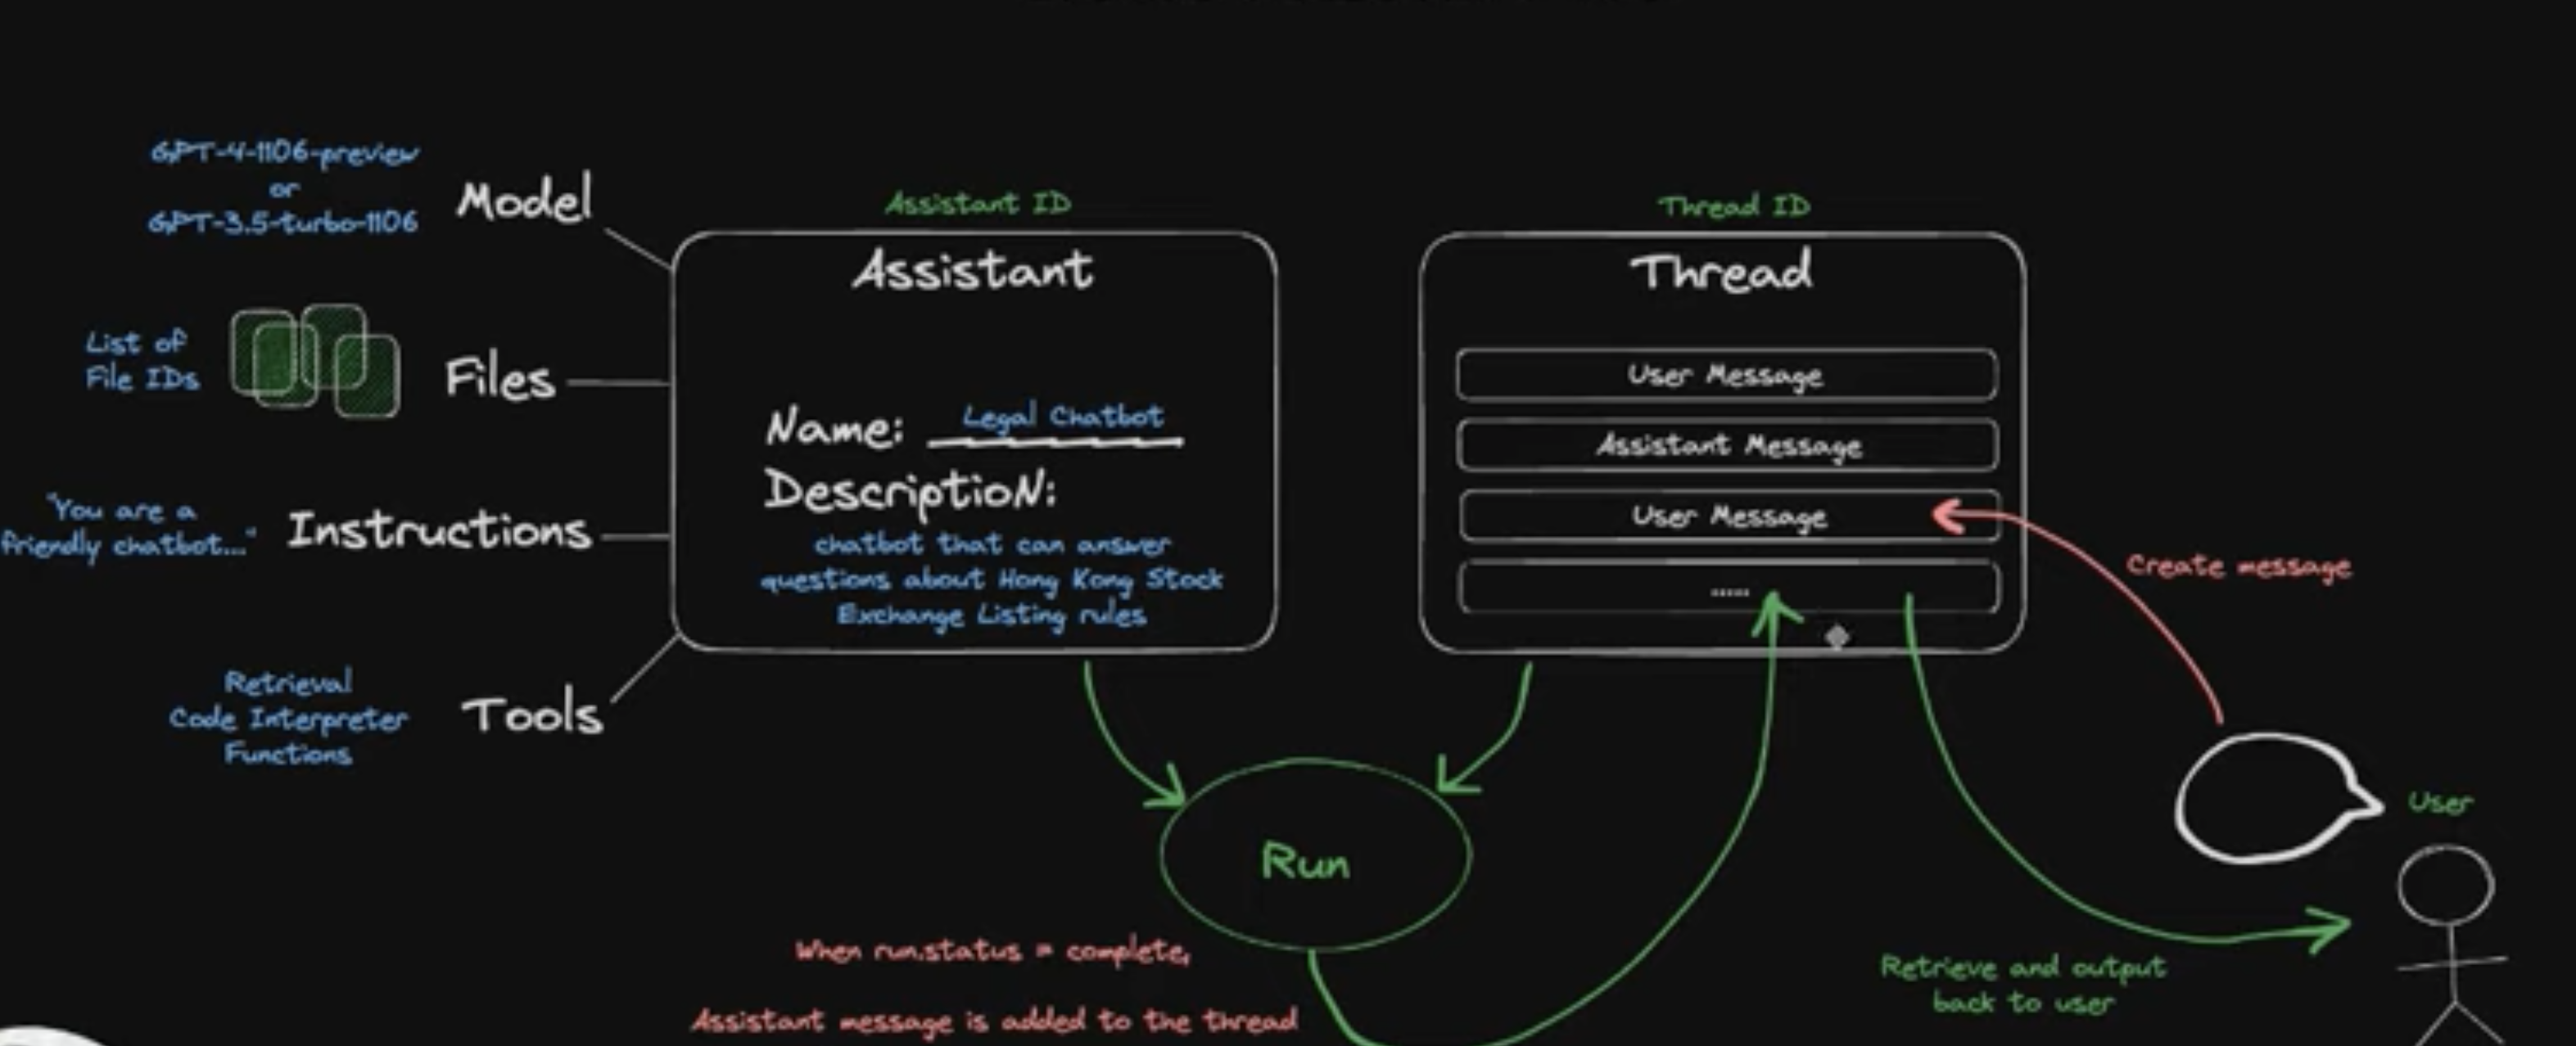 GPT-4-1106-preview
or
GPT-3.5-turbo-1106
Model
List of
File IDs
Files
"You are a
friendly chatbot...."
Instructions
Retrieval
Code Interpreter
Functions
Tools
Assistant ID
Assistant
Name: Legal Chatbot
DescriptioN:
chatbot that can answer
questions about Hong Kong Stock
Exchange Listing rules
Thread ID
Thread
User Message
Assistant Message
User Message
.....
Create message
User
Run
When run.status = complete,
Assistant message is added to the thread
Retrieve and output
back to user